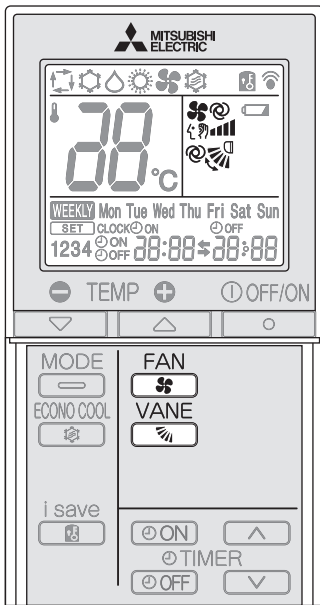 MITSUBISHI
ELECTRIC
88°C
WEEKLY Mon Tue Wed Thu Fri Sat Sun
SET CLOCK ON OFF
1234 ON OFF 88:88 88:88
TEMP OFF/ON
MODE FAN
ECONO COOL VANE
i save
ON
TIMER
OFF